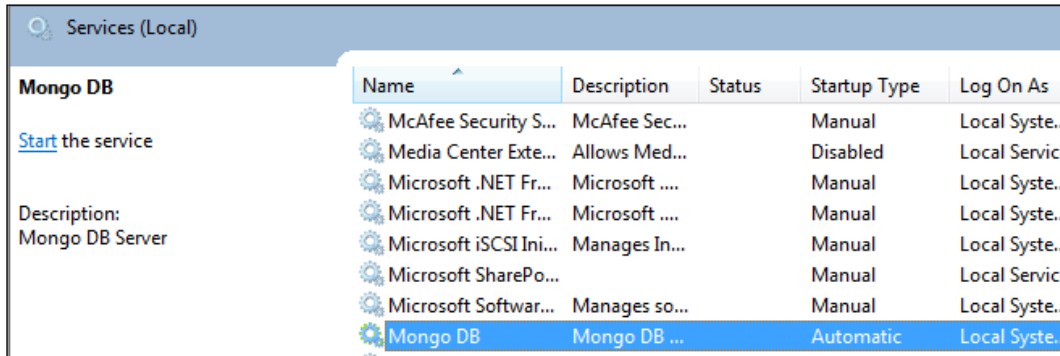 Services (Local)
Mongo DB
Start the service
Description:
Mongo DB Server
Name Description Status Startup Type Log On As
McAfee Security S... McAfee Sec... Manual Local Syste..
Media Center Exte... Allows Med... Disabled Local Servic
Microsoft .NET Fr... Microsoft .... Manual Local Syste..
Microsoft .NET Fr... Microsoft .... Manual Local Syste..
Microsoft iSCSI Ini... Manages In... Manual Local Syste..
Microsoft SharePo... Manual Local Servic
Microsoft Softwar... Manages so... Manual Local Syste..
Mongo DB Mongo DB ... Automatic Local Syste..